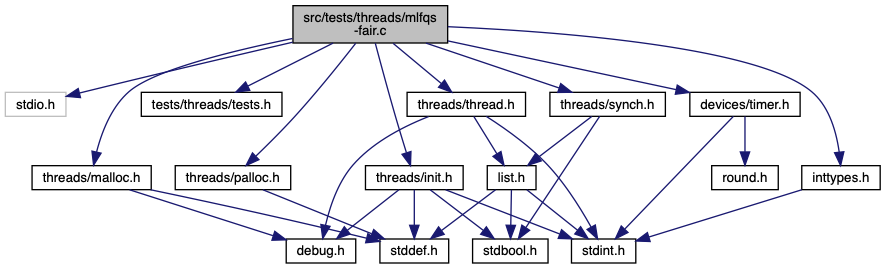 src/tests/threads/mlfqs
-fair.c
stdio.h
tests/threads/tests.h
threads/thread.h
threads/synch.h
devices/timer.h
threads/malloc.h
threads/palloc.h
threads/init.h
list.h
round.h
inttypes.h
debug.h
stddef.h
stdbool.h
stdint.h